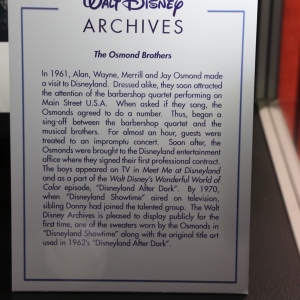 WALT DISNEY
ARCHIVES
The Osmond Brothers
In 1961, Alan, Wayne, Merrill and Jay Osmond made
a visit to Disneyland. Dressed alike, they soon attracted
the attention of the barbershop quartet performing on
Main Street U.S.A. When asked if they sang, the
Osmonds agreed to do a number. Thus, began a
sing-off between the barbershop quartet and the
musical brothers. For almost an hour, guests were
treated to an impromptu concert. Soon after, the
Osmonds were brought to the Disneyland entertainment
office where they signed their first professional contract.
The boys appeared on TV in Meet Me at Disneyland
and as a part of the Walt Disney's Wonderful World of
Color episode, "Disneyland After Dark". By 1970,
when "Disneyland Showtime" aired on television,
sibling Donny had joined the talented group. The Walt
Disney Archives is pleased to display publicly for the
first time, one of the sweaters worn by the Osmonds in
"Disneyland Showtime" along with the original title art
used in 1962's "Disneyland After Dark".